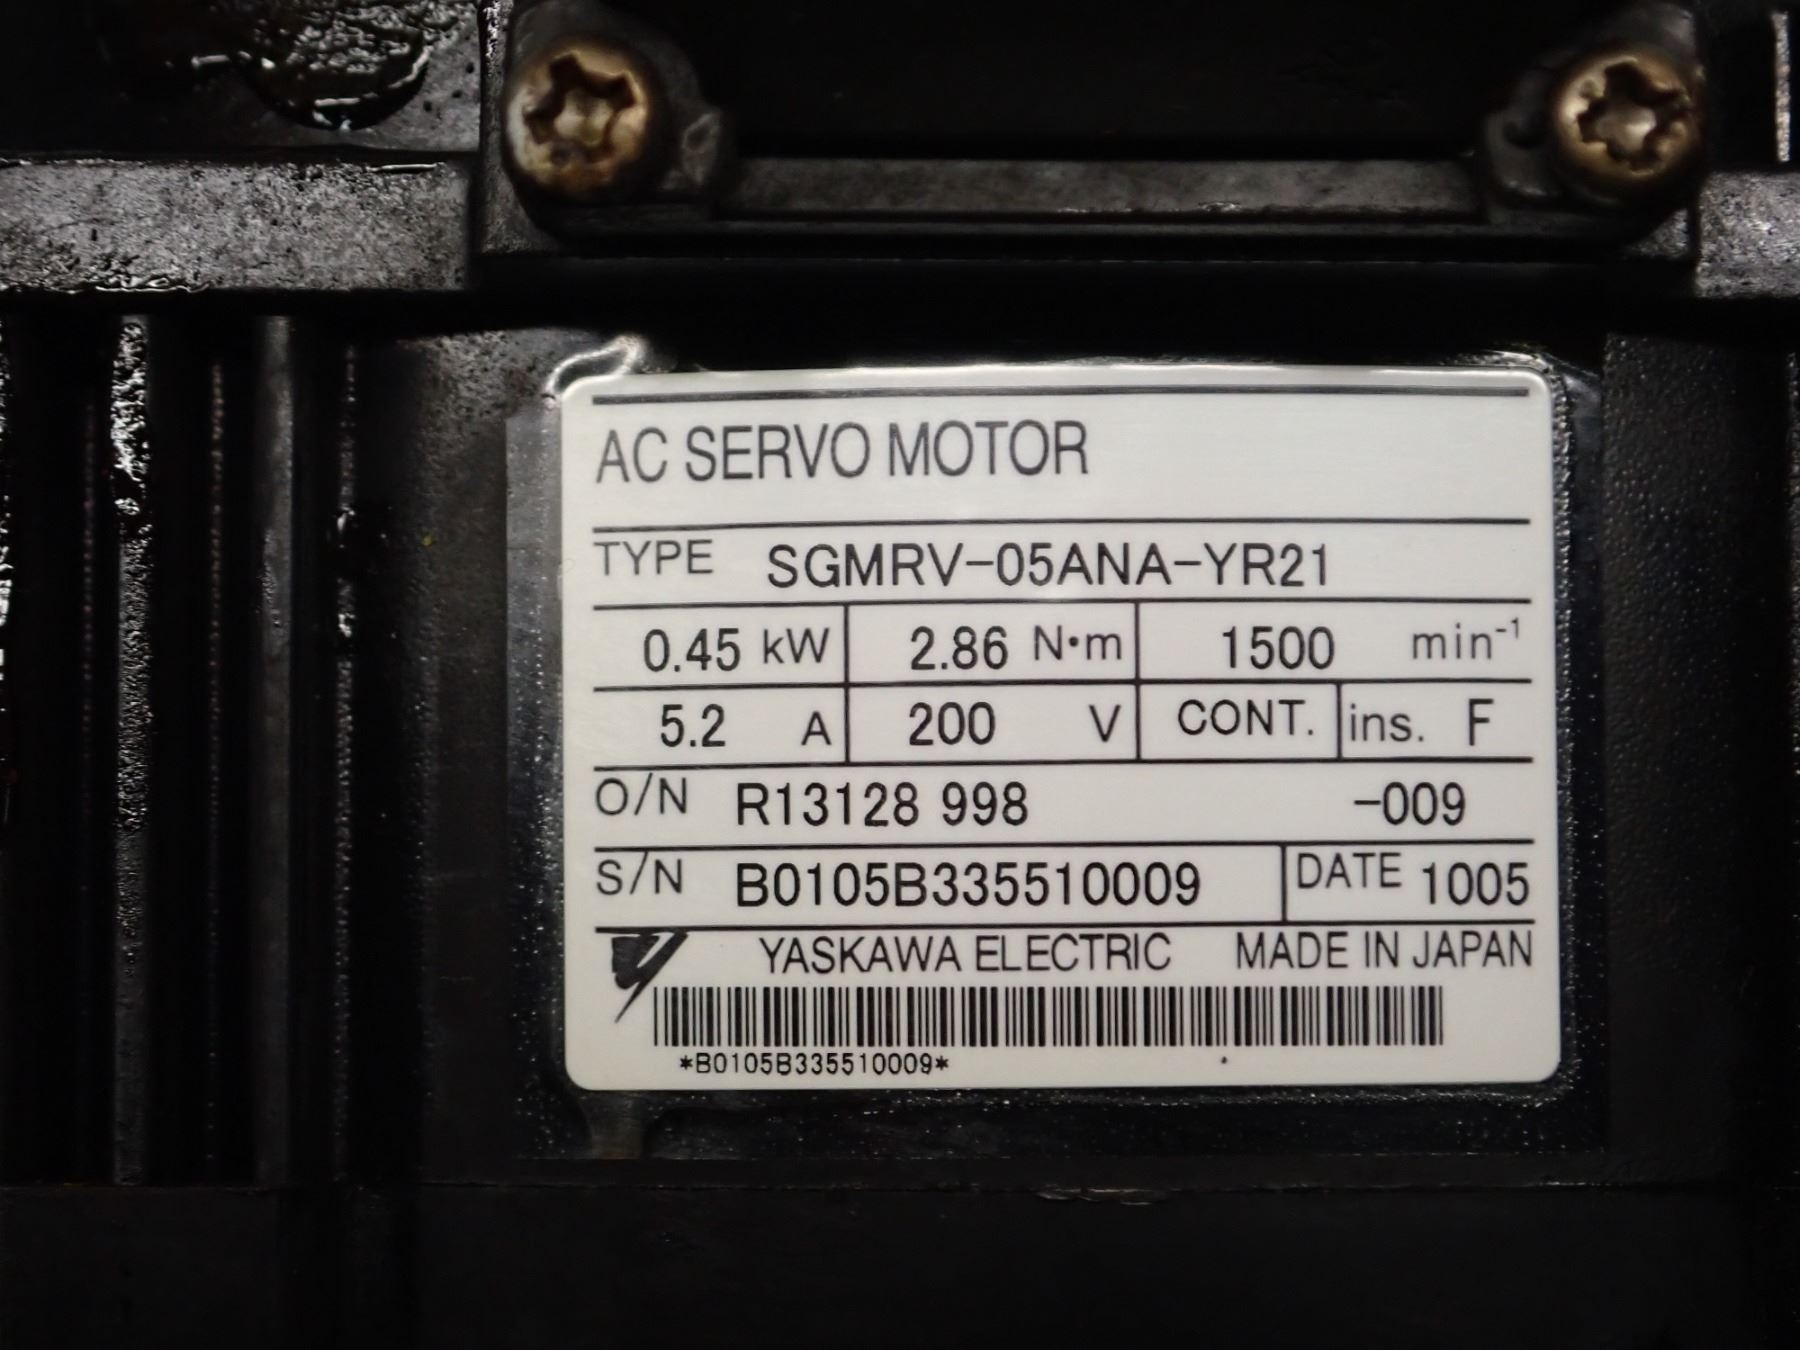 AC SERVO MOTOR
TYPE SGMRV-05ANA-YR21
0.45 kW 2.86 N•m 1500 min⁻¹
5.2 A 200 V CONT. ins. F
O/N R13128 998 -009
S/N B0105B335510009 DATE 1005
YASKAWA ELECTRIC MADE IN JAPAN
*B0105B335510009*